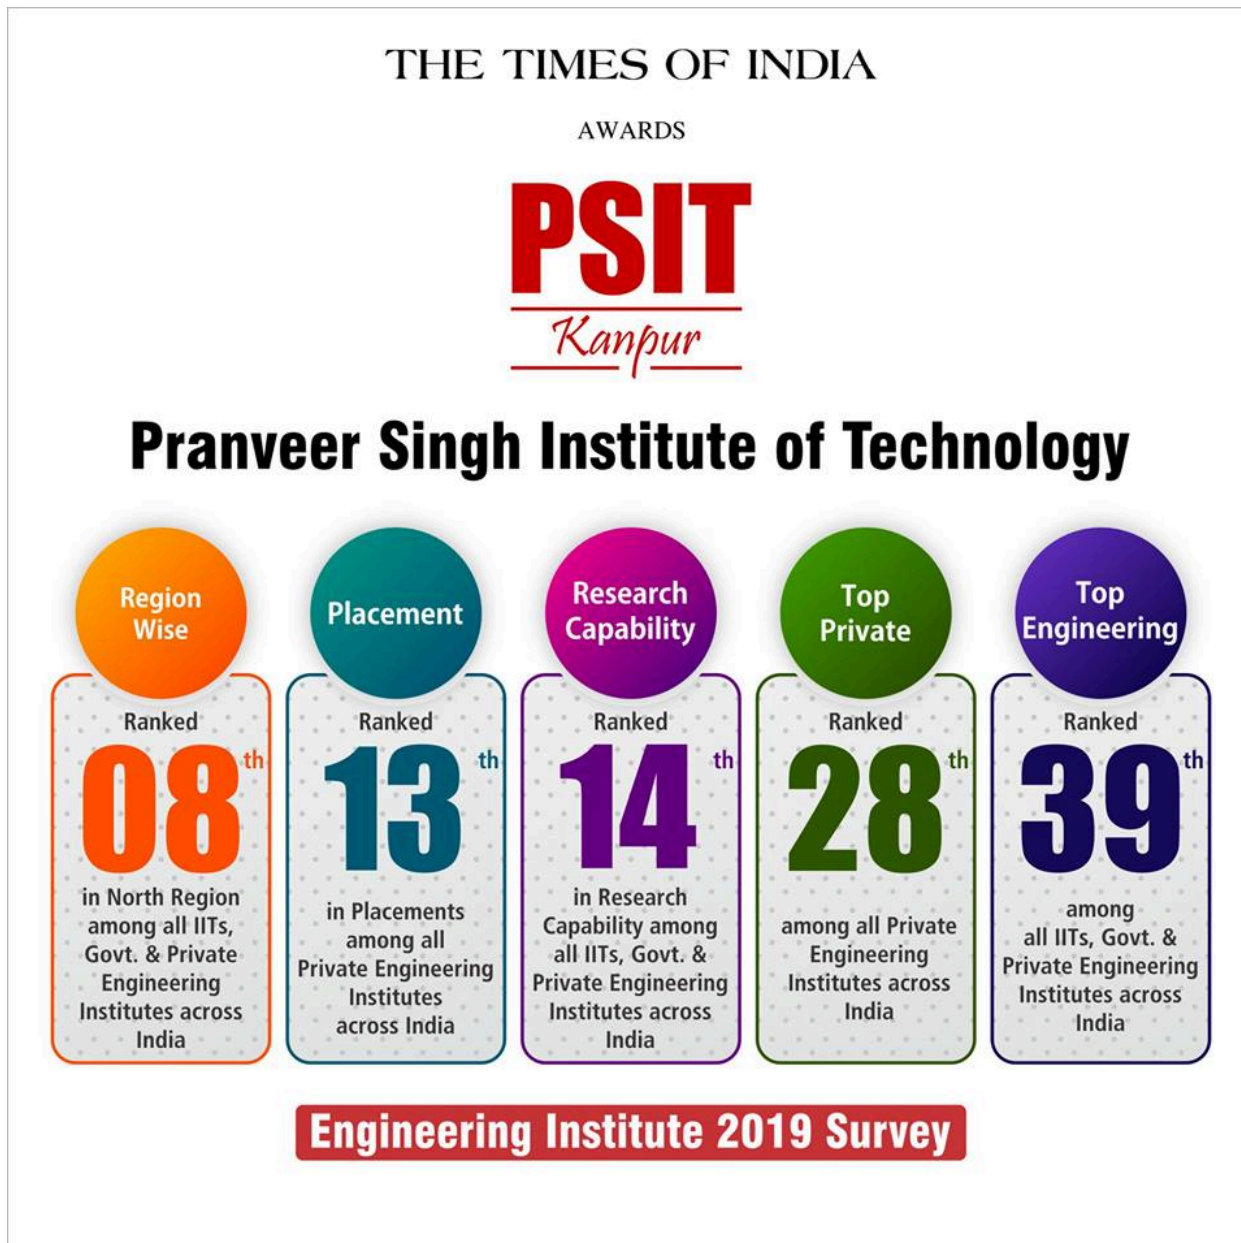 THE TIMES OF INDIA
AWARDS
PSIT
Kanpur
Pranveer Singh Institute of Technology
Region
Wise
Ranked
08th
in North Region
among all IITs,
Govt. & Private
Engineering
Institutes across
India
Placement
Ranked
13th
in Placements
among all
Private Engineering
Institutes
across India
Research
Capability
Ranked
14th
in Research
Capability among
all IITs, Govt. &
Private Engineering
Institutes across
India
Top
Private
Ranked
28th
among all Private
Engineering
Institutes across
India
Top
Engineering
Ranked
39th
among
all IITs, Govt. &
Private Engineering
Institutes across
India
Engineering Institute 2019 Survey